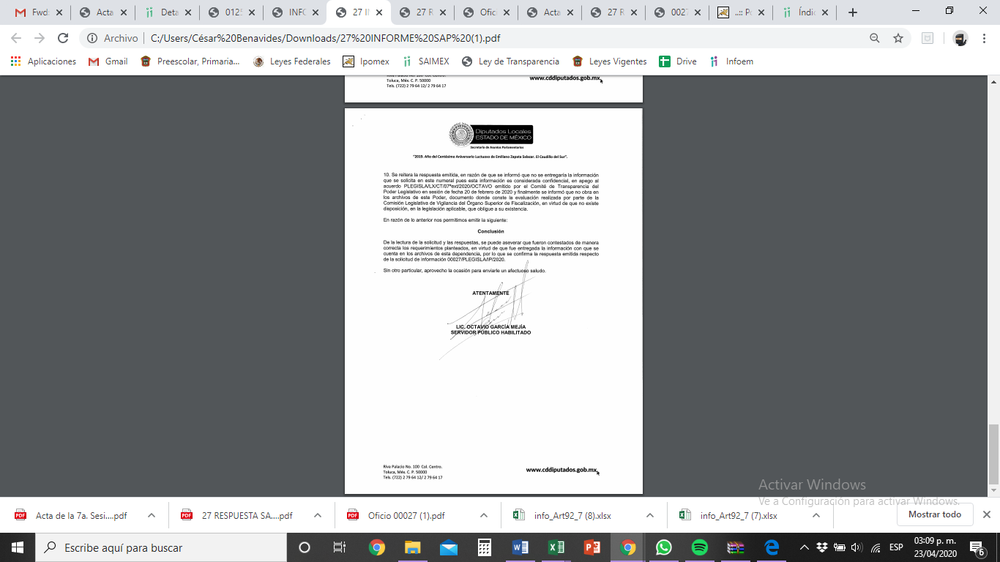 Fwd:
Acta
Deta
0125
INFO
27 IN
27 R
Ofic
Acta
27 R
0027
..:: Po
Índic
Archivo
C:/Users/César%20Benavides/Downloads/27%20INFORME%20SAP%20(1).pdf
Aplicaciones
Gmail
Preescolar, Primaria...
Leyes Federales
Ipomex
SAIMEX
Ley de Transparencia
Leyes Vigentes
Drive
Infoem
Riva Palacio No. 100 Col. Centro.
Toluca, Méx. C. P. 50000
Tels. (722) 2 79 64 12/ 2 79 64 17
www.cddiputados.gob.mx
Diputados Locales
ESTADO DE MÉXICO
Secretaría de Asuntos Parlamentarios
"2019. Año del Centésimo Aniversario Luctuoso de Emiliano Zapata Salazar. El Caudillo del Sur".
10. Se reitera la respuesta emitida, en razón de que se informó que no se entregaría la información
que se solicita en este numeral pues esta información es considerada confidencial, en apego al
acuerdo PLEGISLA/LX/CT/07ªext/2020/OCTAVO emitido por el Comité de Transparencia del
Poder Legislativo en sesión de fecha 20 de febrero de 2020 y finalmente se informó que no obra en
los archivos de este Poder, documento donde conste la evaluación realizada por parte de la
Comisión Legislativa de Vigilancia del Órgano Superior de Fiscalización, en virtud de que no existe
disposición, en la legislación aplicable, que obligue a su existencia.
En razón de lo anterior nos permitimos emitir la siguiente:
Conclusión
De la lectura de la solicitud y las respuestas, se puede aseverar que fueron contestados de manera
correcta los requerimientos planteados, en virtud de que fue entregada la información con que se
cuenta en los archivos de esta dependencia, por lo que se confirma la respuesta emitida respecto
de la solicitud de información 00027/PLEGISLA/IP/2020.
Sin otro particular, aprovecho la ocasión para enviarle un afectuoso saludo.
ATENTAMENTE
LIC. OCTAVIO GARCÍA MEJÍA
SERVIDOR PÚBLICO HABILITADO
Riva Palacio No. 100 Col. Centro.
Toluca, Méx. C. P. 50000
Tels. (722) 2 79 64 12/ 2 79 64 17
www.cddiputados.gob.mx
Activar Windows
Ve a Configuración para activar Windows.
Acta de la 7a. Sesi....pdf
27 RESPUESTA SA....pdf
Oficio 00027 (1).pdf
info_Art92_7 (8).xlsx
info_Art92_7 (7).xlsx
Mostrar todo
Escribe aquí para buscar
ESP
03:09 p. m.
23/04/2020
6